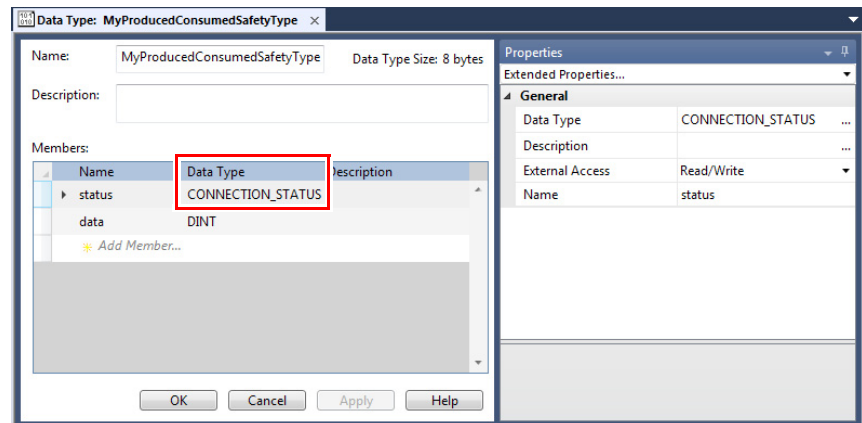 Data Type: MyProducedConsumedSafetyType ×
Name: MyProducedConsumedSafetyType Data Type Size: 8 bytes
Description:
Members:
Name Data Type Description
status CONNECTION_STATUS
data DINT
Add Member...
OK Cancel Apply Help
Properties
Extended Properties...
General
Data Type CONNECTION_STATUS ...
Description ...
External Access Read/Write
Name status